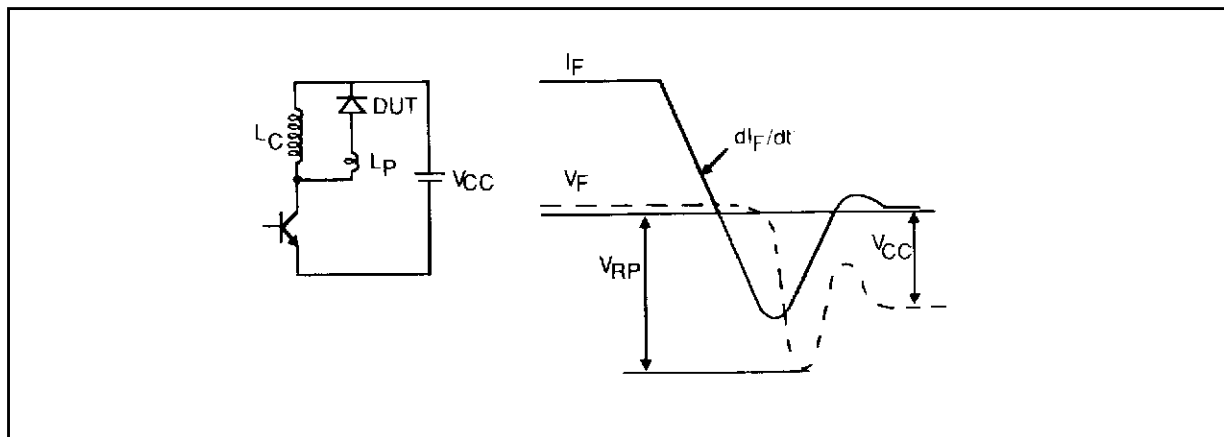 DUT
LC
LP
VCC
IF
dIF/dt
VF
VRP
VCC